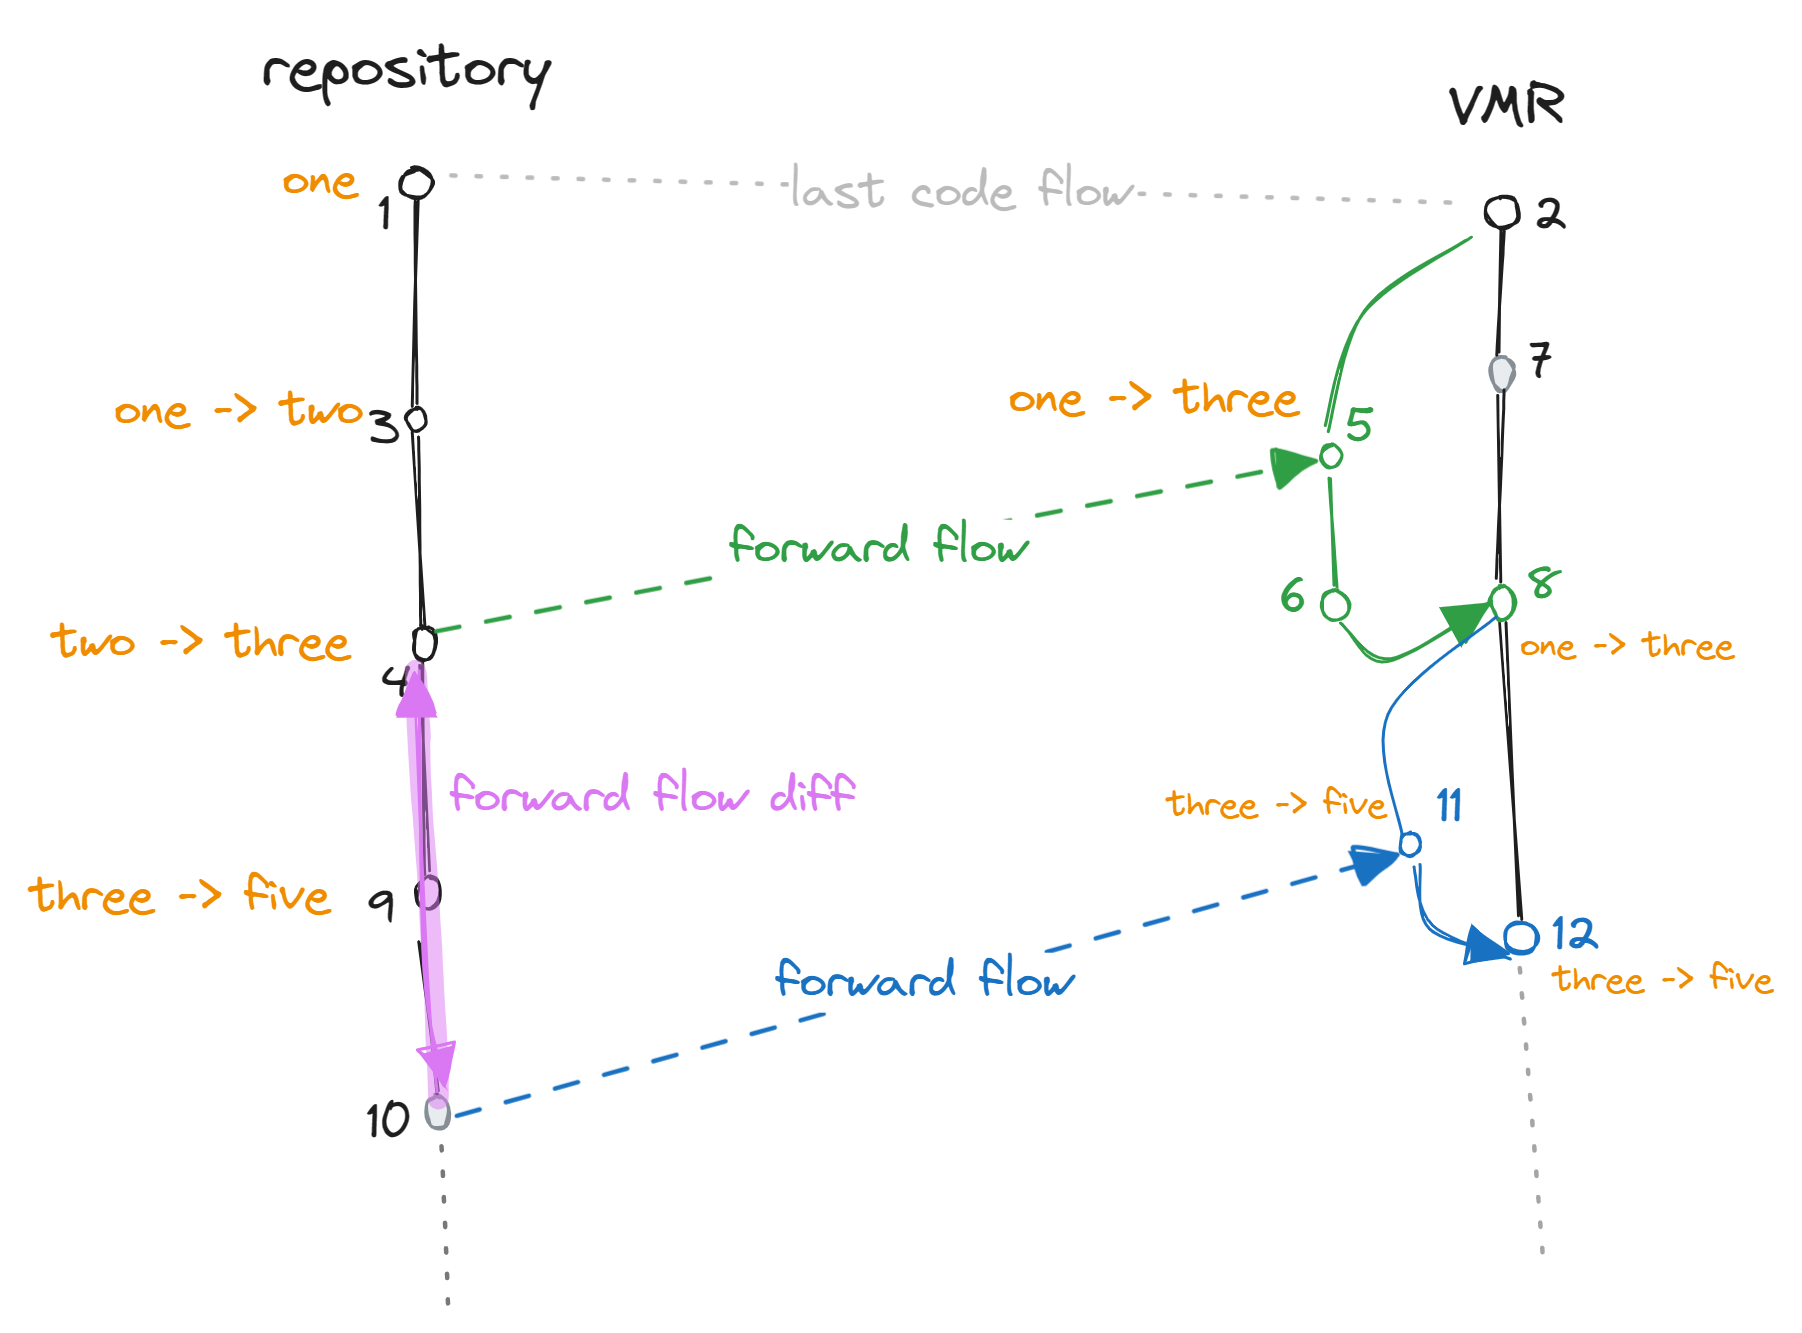 repository
VMR
one
1
last code flow
2
7
one -> two
3
one -> three
5
forward flow
6
8
two -> three
4
one -> three
forward flow diff
three -> five
11
three -> five
9
12
forward flow
three -> five
10